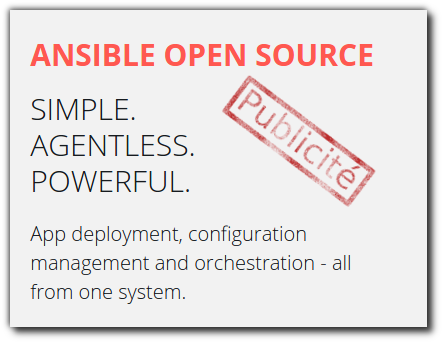 ANSIBLE OPEN SOURCE
SIMPLE.
AGENTLESS.
POWERFUL.
Publicité
App deployment, configuration
management and orchestration - all
from one system.